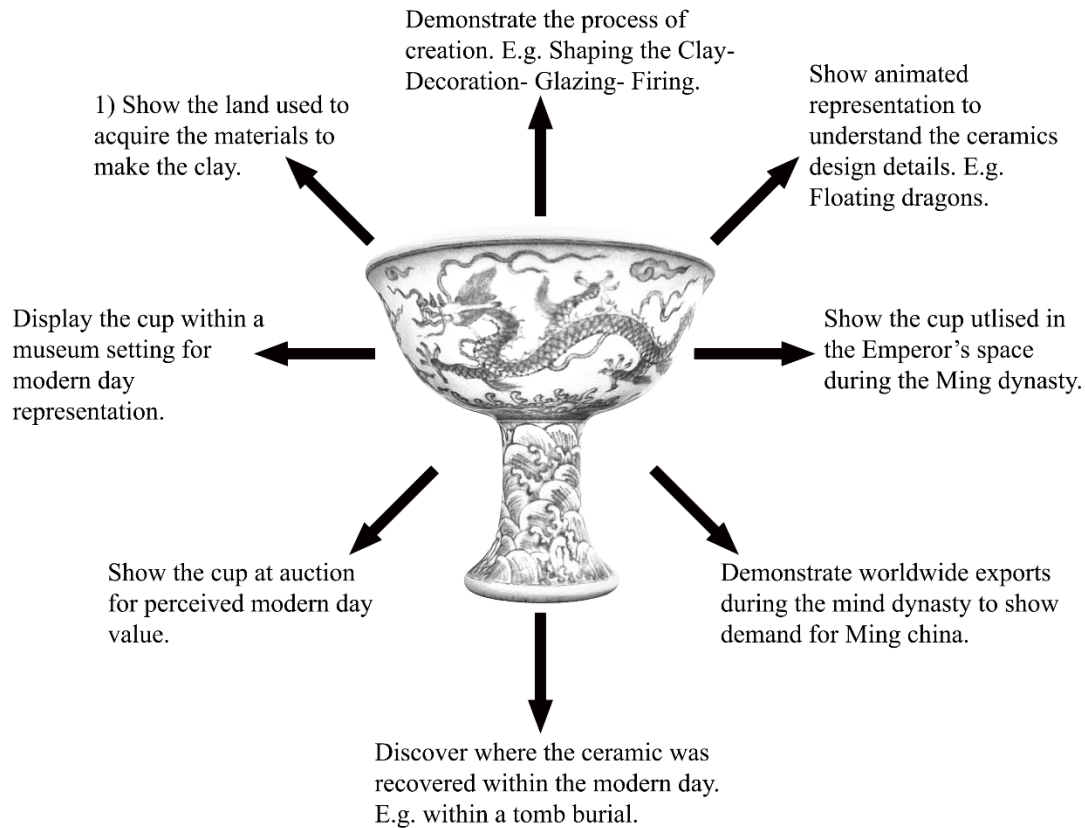 Demonstrate the process of
creation. E.g. Shaping the Clay-
Decoration- Glazing- Firing.
1) Show the land used to
acquire the materials to
make the clay.
Show animated
representation to
understand the ceramics
design details. E.g.
Floating dragons.
Display the cup within a
museum setting for
modern day
representation.
Show the cup utlised in
the Emperor’s space
during the Ming dynasty.
Show the cup at auction
for perceived modern day
value.
Demonstrate worldwide exports
during the mind dynasty to show
demand for Ming china.
Discover where the ceramic was
recovered within the modern day.
E.g. within a tomb burial.